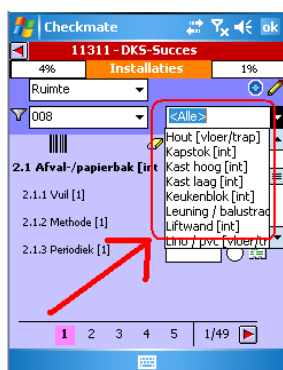 Checkmate ok
11311 - DKS-Succes
4% Installaties 1%
Ruimte
008 <Alle>
Hout [vloer/trap]
Kapstok [int]
Kast hoog [int]
Kast laag [int]
Keukenblok [int]
Leuning / balustrad
Liftwand [int]
Lino / pvc [vloer/tr
2.1 Afval-/papierbak [int
2.1.1 Vuil [1]
2.1.2 Methode [1]
2.1.3 Periodiek [1]
1 2 3 4 5 1/49